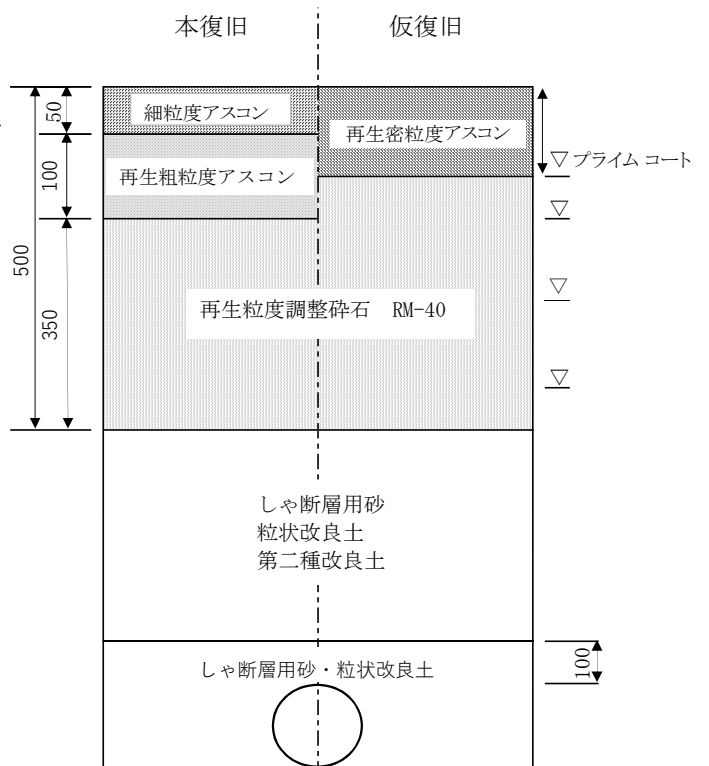 本復旧
仮復旧
50
細粒度アスコン
再生密粒度アスコン
▽プライム コート
100
再生粗粒度アスコン
▽
500
350
再生粒度調整砕石 RM-40
▽
▽
しゃ断層用砂
粒状改良土
第二種改良土
しゃ断層用砂・粒状改良土
100